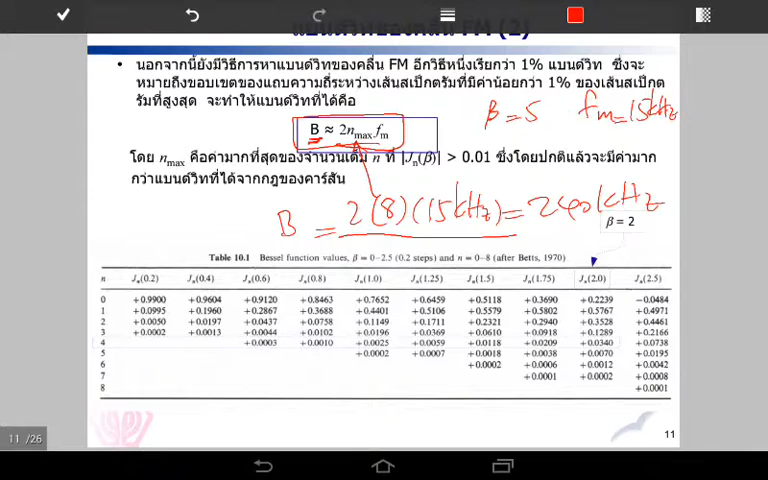 แบนด์วิทของคลื่น FM (2)
• นอกจากนี้ยังมีวิธีการหาแบนด์วิทของคลื่น FM อีกวิธีหนึ่งเรียกว่า 1% แบนด์วิท ซึ่งจะ
หมายถึงขอบเขตของแถบความถี่ระหว่างเส้นสเป็กตรัมที่มีค่าน้อยกว่า 1% ของเส้นสเป็กต
รัมที่สูงสุด จะทำให้แบนด์วิทที่ได้คือ
β = 5 fm = 15kHz
B ≈ 2nmax fm
โดย nmax คือค่ามากที่สุดของจำนวนเต็ม n ที่ |Jn(β)| > 0.01 ซึ่งโดยปกติแล้วจะมีค่ามาก
กว่าแบนด์วิทที่ได้จากกฎของคาร์สัน
B = 2(8)(15kHz) = 240kHz
β = 2
Table 10.1 Bessel function values, β = 0–2.5 (0.2 steps) and n = 0–8 (after Betts, 1970)
n Jn(0.2) Jn(0.4) Jn(0.6) Jn(0.8) Jn(1.0) Jn(1.25) Jn(1.5) Jn(1.75) Jn(2.0) Jn(2.5)
0 +0.9900 +0.9604 +0.9120 +0.8463 +0.7652 +0.6459 +0.5118 +0.3690 +0.2239 −0.0484
1 +0.0995 +0.1960 +0.2867 +0.3688 +0.4401 +0.5106 +0.5579 +0.5802 +0.5767 +0.4971
2 +0.0050 +0.0197 +0.0437 +0.0758 +0.1149 +0.1711 +0.2321 +0.2940 +0.3528 +0.4461
3 +0.0002 +0.0013 +0.0044 +0.0102 +0.0196 +0.0369 +0.0610 +0.0918 +0.1289 +0.2166
4 +0.0003 +0.0010 +0.0025 +0.0059 +0.0118 +0.0209 +0.0340 +0.0738
5 +0.0002 +0.0007 +0.0018 +0.0038 +0.0070 +0.0195
6 +0.0002 +0.0006 +0.0012 +0.0042
7 +0.0001 +0.0002 +0.0008
8 +0.0001
11 /26
11